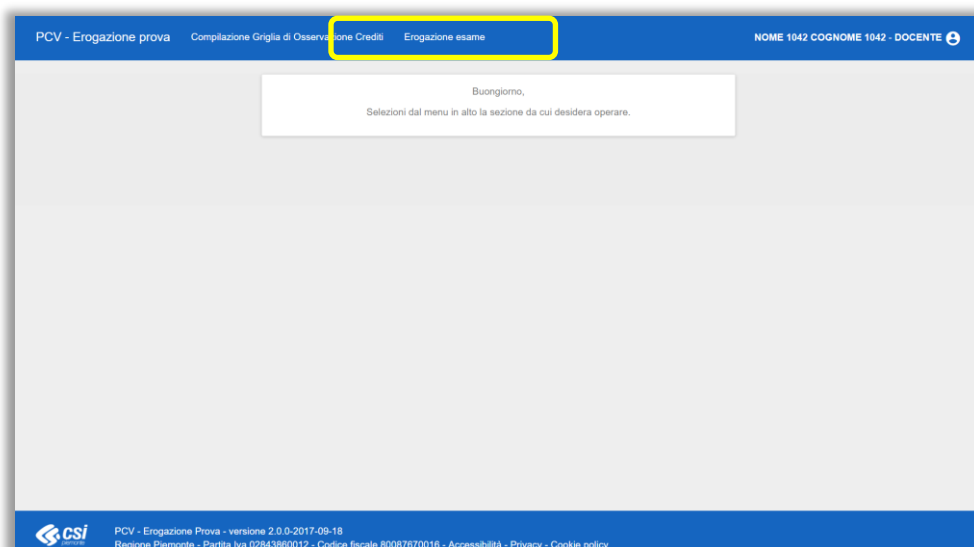 PCV - Erogazione prova Compilazione Griglia di Osservazione Crediti Erogazione esame NOME 1042 COGNOME 1042 - DOCENTE
Buongiorno,
Selezioni dal menu in alto la sezione da cui desidera operare.
csi piemonte
PCV - Erogazione Prova - versione 2.0.0-2017-09-18
Regione Piemonte - Partita Iva 02843860012 - Codice fiscale 80087670016 - Accessibilità - Privacy - Cookie policy